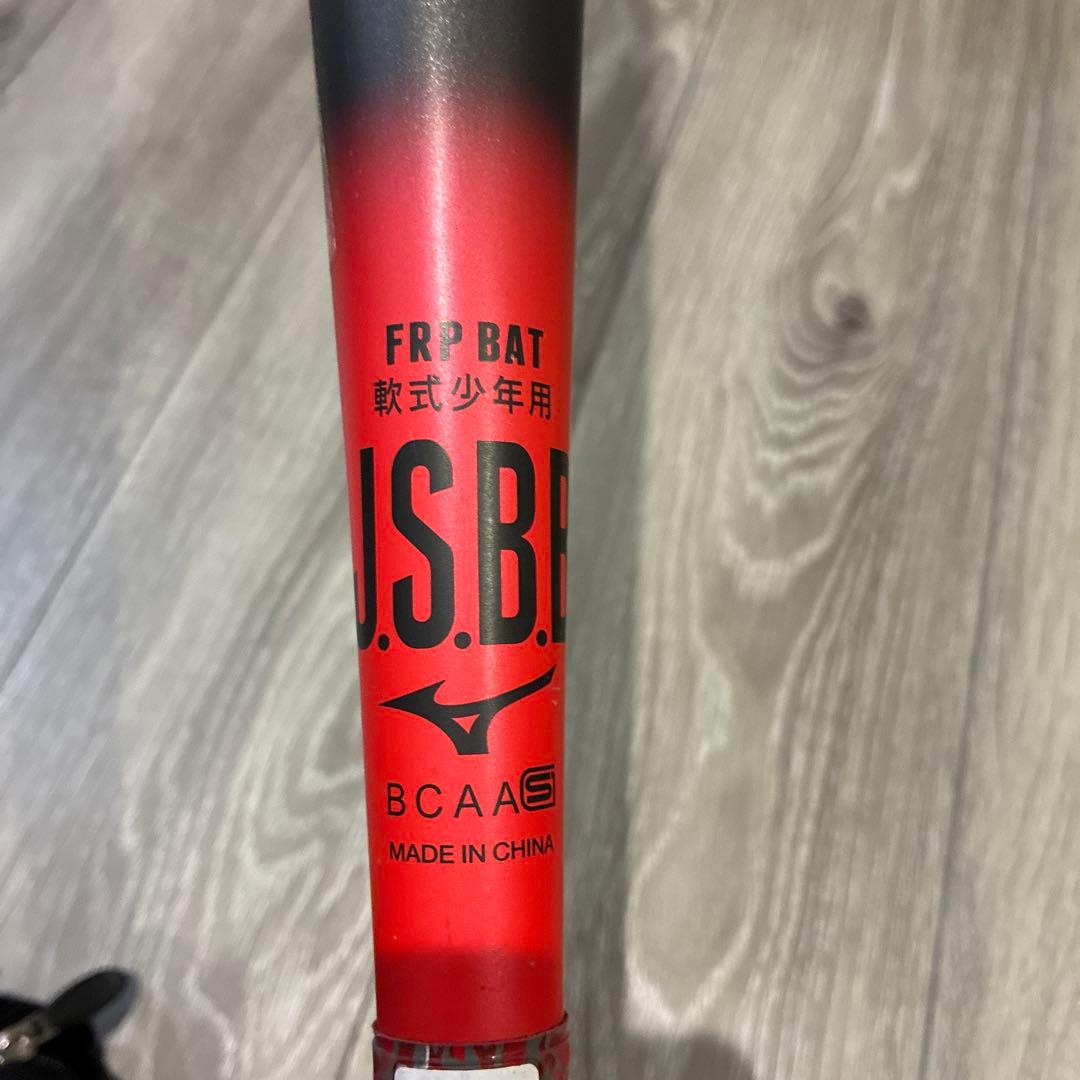 FRP BAT
軟式少年用
J.S.B.B
BCAA S
MADE IN CHINA